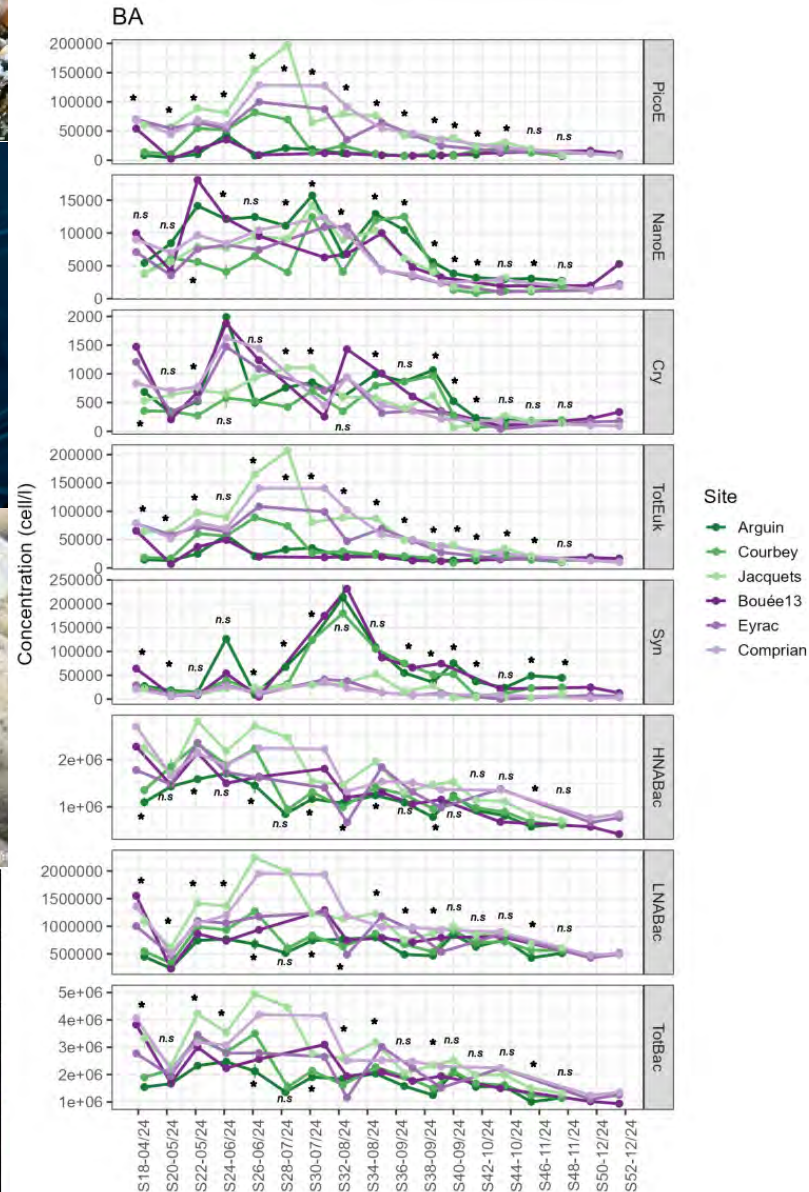 BA
Concentration (cell/l)
200000
150000
100000
50000
0
* * * * * * * * * * * * * * n.s n.s
PicoE
15000
10000
5000
0
n.s n.s * * n.s * * * * * * * * n.s * n.s
NanoE
2000
1500
1000
500
0
* n.s * n.s n.s * * n.s * n.s * * * n.s n.s n.s
Cry
200000
150000
100000
50000
0
* * * n.s * * * * * * * * * * * n.s
TotEuk
250000
200000
150000
100000
50000
0
* * n.s n.s * * * n.s n.s * * * * n.s * *
Syn
2e+06
1e+06
* n.s * n.s * n.s * * * n.s * n.s n.s n.s * n.s
HNABac
2000000
1500000
1000000
500000
* * * * * n.s * * * * * n.s n.s n.s * n.s
LNABac
5e+06
4e+06
3e+06
2e+06
1e+06
* n.s * * * n.s * * * n.s * n.s n.s n.s * n.s
TotBac
S18-04/24
S20-05/24
S22-05/24
S24-06/24
S26-06/24
S28-07/24
S30-07/24
S32-08/24
S34-08/24
S36-09/24
S38-09/24
S40-09/24
S42-10/24
S44-10/24
S46-11/24
S48-11/24
S50-12/24
S52-12/24
Site
Arguin
Courbey
Jacquets
Bouée13
Eyrac
Comprian